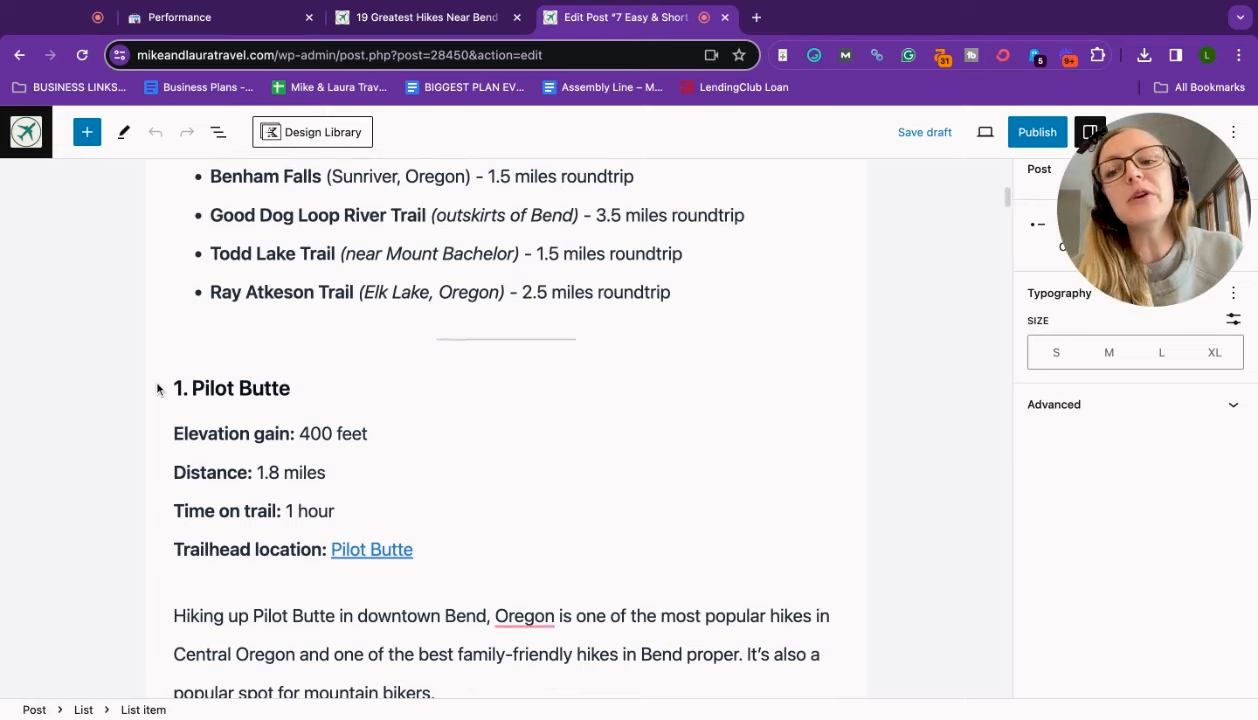 Performance
19 Greatest Hikes Near Bend
Edit Post “7 Easy & Short
mikeandlauratravel.com/wp-admin/post.php?post=28450&action=edit
31
5
9+
L
BUSINESS LINKS...
Business Plans -...
Mike & Laura Trav...
BIGGEST PLAN EV...
Assembly Line – M...
LendingClub Loan
All Bookmarks
Design Library
Save draft
Publish
Benham Falls (Sunriver, Oregon) - 1.5 miles roundtrip
Good Dog Loop River Trail (outskirts of Bend) - 3.5 miles roundtrip
Todd Lake Trail (near Mount Bachelor) - 1.5 miles roundtrip
Ray Atkeson Trail (Elk Lake, Oregon) - 2.5 miles roundtrip
1. Pilot Butte
Elevation gain: 400 feet
Distance: 1.8 miles
Time on trail: 1 hour
Trailhead location: Pilot Butte
Hiking up Pilot Butte in downtown Bend, Oregon is one of the most popular hikes in
Central Oregon and one of the best family-friendly hikes in Bend proper. It’s also a
popular spot for mountain bikers.
Post
Typography
SIZE
S M L XL
Advanced
Post > List > List item